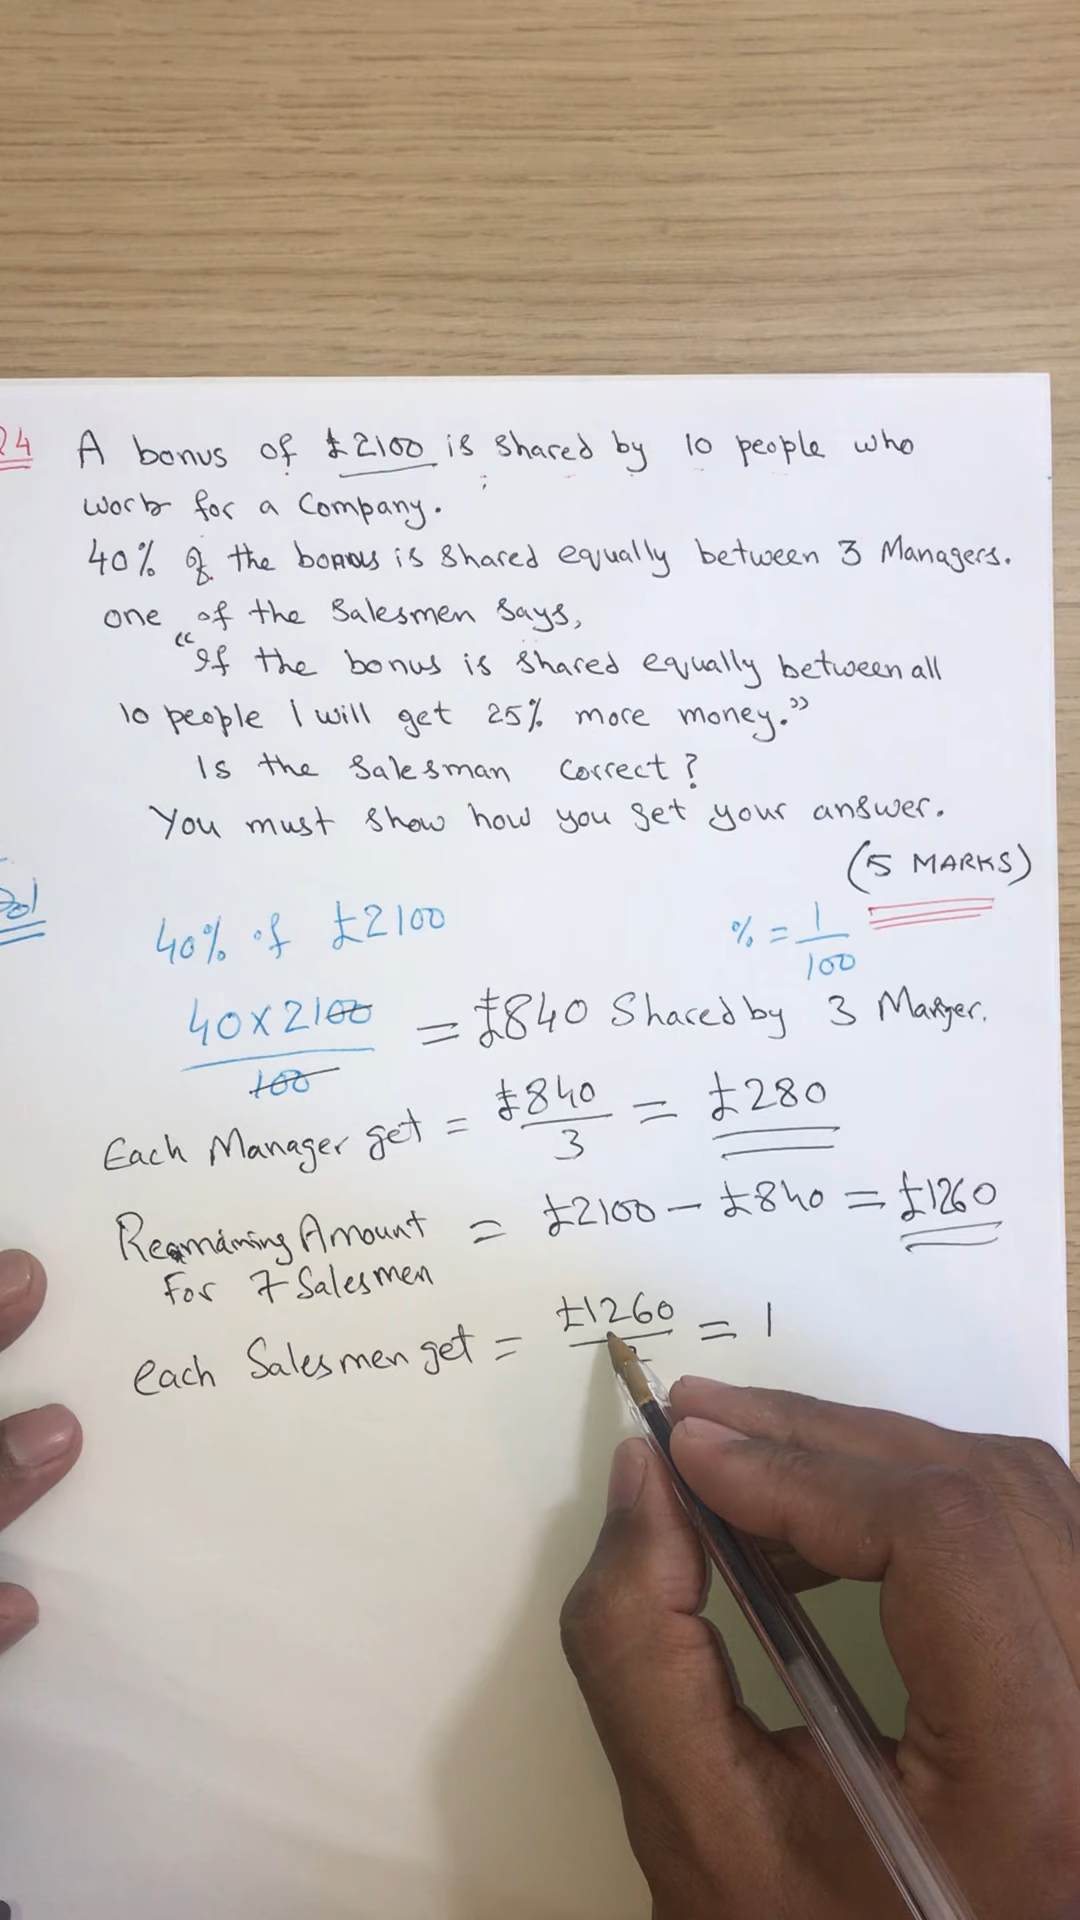 24 A bonus of £2100 is shared by 10 people who
work for a Company.
40% of the bonus is shared equally between 3 Managers.
one of the Salesmen says,
"If the bonus is shared equally between all
10 people I will get 25% more money."
Is the Salesman Correct?
You must show how you get your answer.
(5 MARKS)
Sol
40% of £2100
% = 1/100
40 x 2100 / 100 = £840 Shared by 3 Manger.
Each Manager get = £840 / 3 = £280
Remaining Amount = £2100 - £840 = £1260
For 7 Salesmen
each Salesmen get = £1260 / = 1